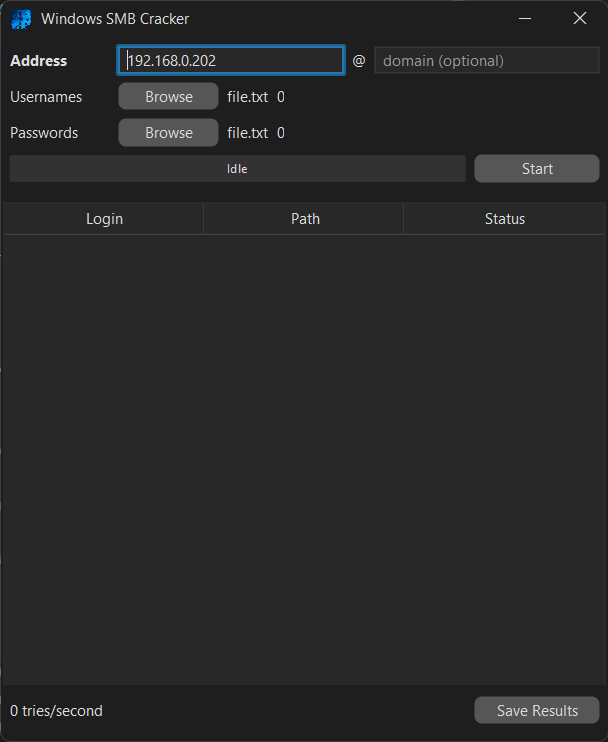 Windows SMB Cracker
Address 192.168.0.202 @ domain (optional)
Usernames Browse file.txt 0
Passwords Browse file.txt 0
Idle Start
Login Path Status
0 tries/second Save Results